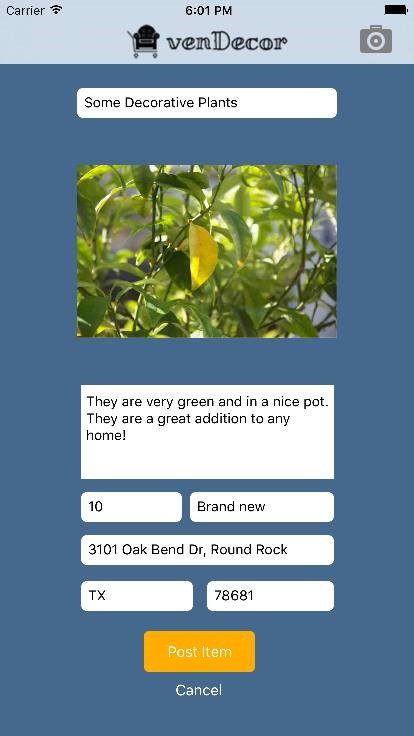 Carrier 6:01 PM
venDecor
Some Decorative Plants
They are very green and in a nice pot.
They are a great addition to any
home!
10 Brand new
3101 Oak Bend Dr, Round Rock
TX 78681
Post Item
Cancel